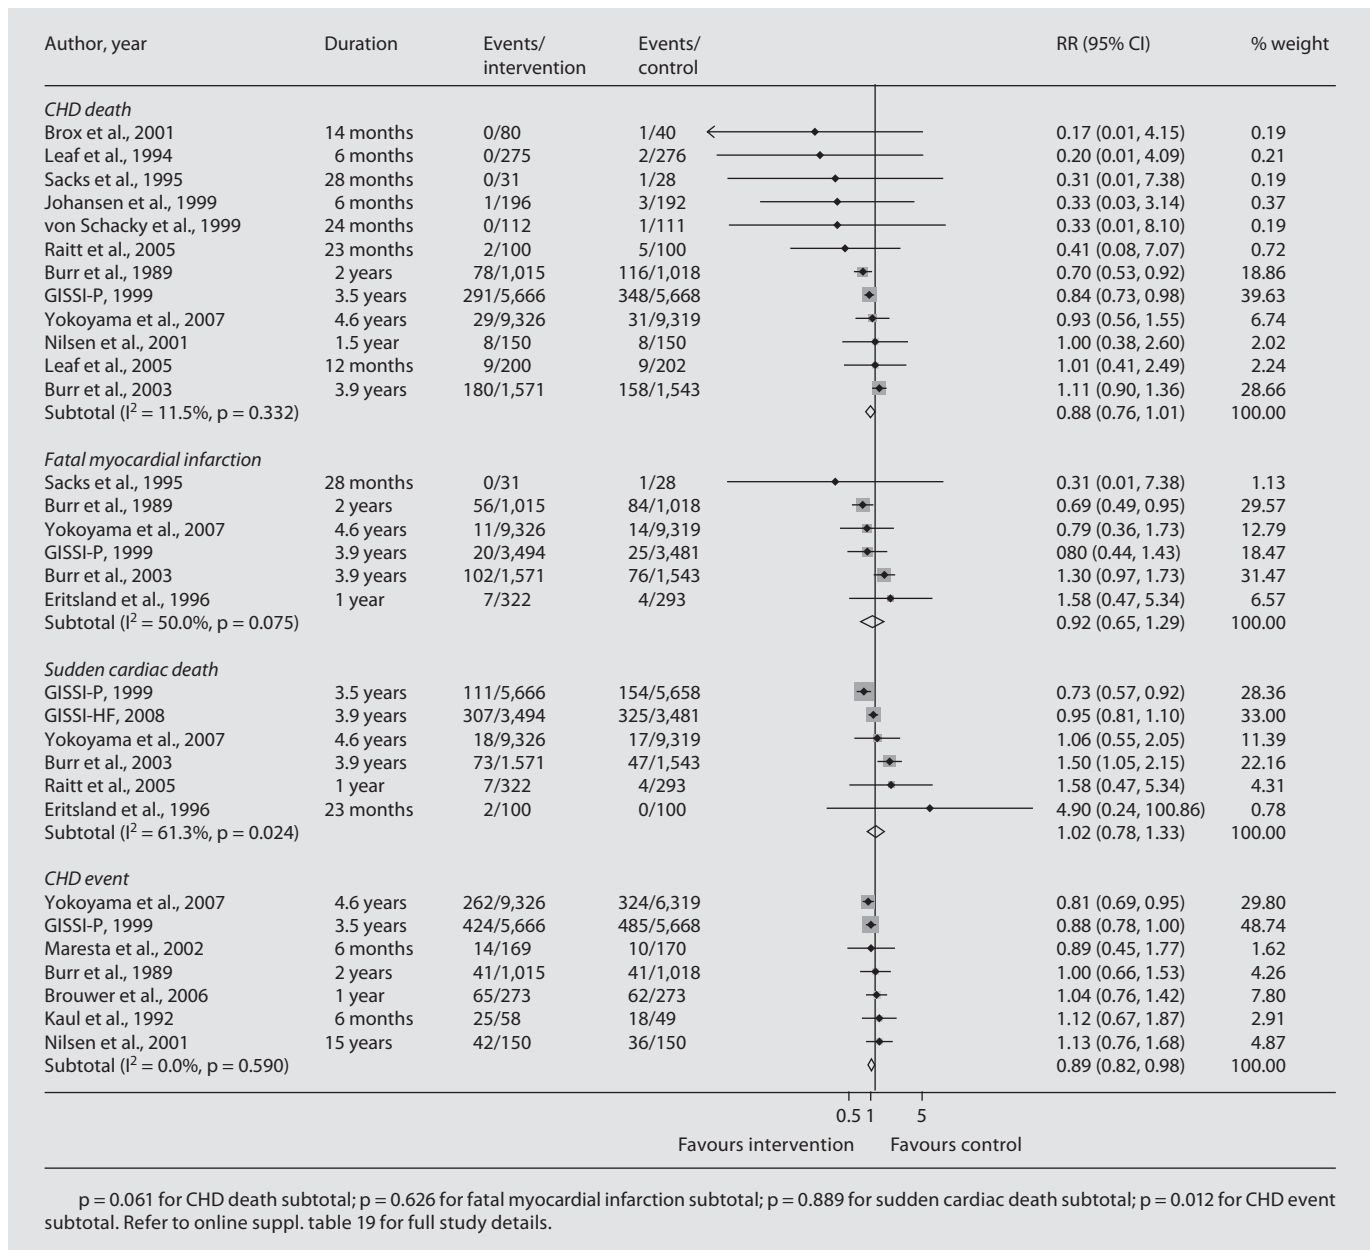 Author, year Duration Events/ Events/ RR (95% CI) % weight
intervention control
CHD death
Brox et al., 2001 14 months 0/80 1/40 0.17 (0.01, 4.15) 0.19
Leaf et al., 1994 6 months 0/275 2/276 0.20 (0.01, 4.09) 0.21
Sacks et al., 1995 28 months 0/31 1/28 0.31 (0.01, 7.38) 0.19
Johansen et al., 1999 6 months 1/196 3/192 0.33 (0.03, 3.14) 0.37
von Schacky et al., 1999 24 months 0/112 1/111 0.33 (0.01, 8.10) 0.19
Raitt et al., 2005 23 months 2/100 5/100 0.41 (0.08, 7.07) 0.72
Burr et al., 1989 2 years 78/1,015 116/1,018 0.70 (0.53, 0.92) 18.86
GISSI-P, 1999 3.5 years 291/5,666 348/5,668 0.84 (0.73, 0.98) 39.63
Yokoyama et al., 2007 4.6 years 29/9,326 31/9,319 0.93 (0.56, 1.55) 6.74
Nilsen et al., 2001 1.5 year 8/150 8/150 1.00 (0.38, 2.60) 2.02
Leaf et al., 2005 12 months 9/200 9/202 1.01 (0.41, 2.49) 2.24
Burr et al., 2003 3.9 years 180/1,571 158/1,543 1.11 (0.90, 1.36) 28.66
Subtotal (I² = 11.5%, p = 0.332) 0.88 (0.76, 1.01) 100.00
Fatal myocardial infarction
Sacks et al., 1995 28 months 0/31 1/28 0.31 (0.01, 7.38) 1.13
Burr et al., 1989 2 years 56/1,015 84/1,018 0.69 (0.49, 0.95) 29.57
Yokoyama et al., 2007 4.6 years 11/9,326 14/9,319 0.79 (0.36, 1.73) 12.79
GISSI-P, 1999 3.9 years 20/3,494 25/3,481 080 (0.44, 1.43) 18.47
Burr et al., 2003 3.9 years 102/1,571 76/1,543 1.30 (0.97, 1.73) 31.47
Eritsland et al., 1996 1 year 7/322 4/293 1.58 (0.47, 5.34) 6.57
Subtotal (I² = 50.0%, p = 0.075) 0.92 (0.65, 1.29) 100.00
Sudden cardiac death
GISSI-P, 1999 3.5 years 111/5,666 154/5,658 0.73 (0.57, 0.92) 28.36
GISSI-HF, 2008 3.9 years 307/3,494 325/3,481 0.95 (0.81, 1.10) 33.00
Yokoyama et al., 2007 4.6 years 18/9,326 17/9,319 1.06 (0.55, 2.05) 11.39
Burr et al., 2003 3.9 years 73/1.571 47/1,543 1.50 (1.05, 2.15) 22.16
Raitt et al., 2005 1 year 7/322 4/293 1.58 (0.47, 5.34) 4.31
Eritsland et al., 1996 23 months 2/100 0/100 4.90 (0.24, 100.86) 0.78
Subtotal (I² = 61.3%, p = 0.024) 1.02 (0.78, 1.33) 100.00
CHD event
Yokoyama et al., 2007 4.6 years 262/9,326 324/6,319 0.81 (0.69, 0.95) 29.80
GISSI-P, 1999 3.5 years 424/5,666 485/5,668 0.88 (0.78, 1.00) 48.74
Maresta et al., 2002 6 months 14/169 10/170 0.89 (0.45, 1.77) 1.62
Burr et al., 1989 2 years 41/1,015 41/1,018 1.00 (0.66, 1.53) 4.26
Brouwer et al., 2006 1 year 65/273 62/273 1.04 (0.76, 1.42) 7.80
Kaul et al., 1992 6 months 25/58 18/49 1.12 (0.67, 1.87) 2.91
Nilsen et al., 2001 15 years 42/150 36/150 1.13 (0.76, 1.68) 4.87
Subtotal (I² = 0.0%, p = 0.590) 0.89 (0.82, 0.98) 100.00
0.5 1 5
Favours intervention Favours control
p = 0.061 for CHD death subtotal; p = 0.626 for fatal myocardial infarction subtotal; p = 0.889 for sudden cardiac death subtotal; p = 0.012 for CHD event
subtotal. Refer to online suppl. table 19 for full study details.